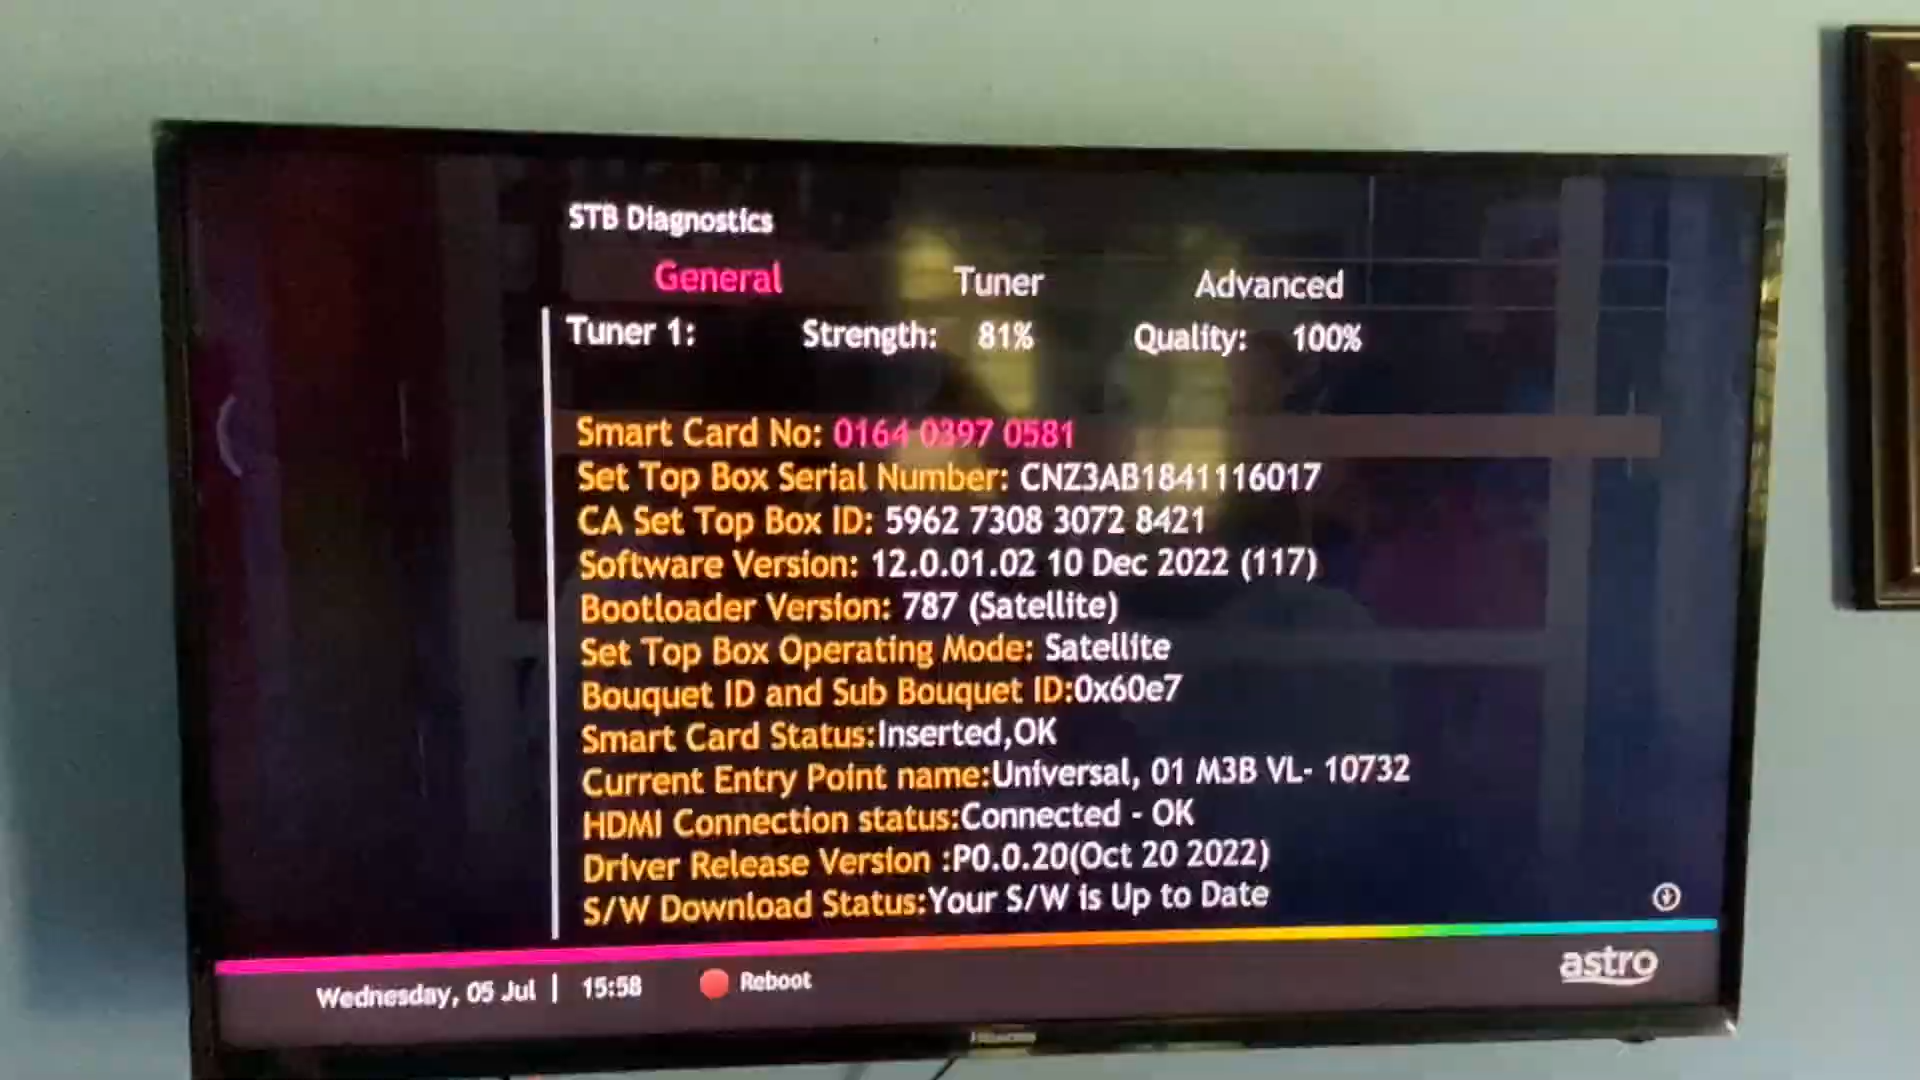 STB Diagnostics
General Tuner Advanced
Tuner 1: Strength: 81% Quality: 100%
Smart Card No: 0164 0397 0581
Set Top Box Serial Number: CNZ3AB1841116017
CA Set Top Box ID: 5962 7308 3072 8421
Software Version: 12.0.01.02 10 Dec 2022 (117)
Bootloader Version: 787 (Satellite)
Set Top Box Operating Mode: Satellite
Bouquet ID and Sub Bouquet ID:0x60e7
Smart Card Status:Inserted,OK
Current Entry Point name:Universal, 01 M3B VL- 10732
HDMI Connection status:Connected - OK
Driver Release Version :P0.0.20(Oct 20 2022)
S/W Download Status:Your S/W is Up to Date
Wednesday, 05 Jul | 15:58 Reboot
astro